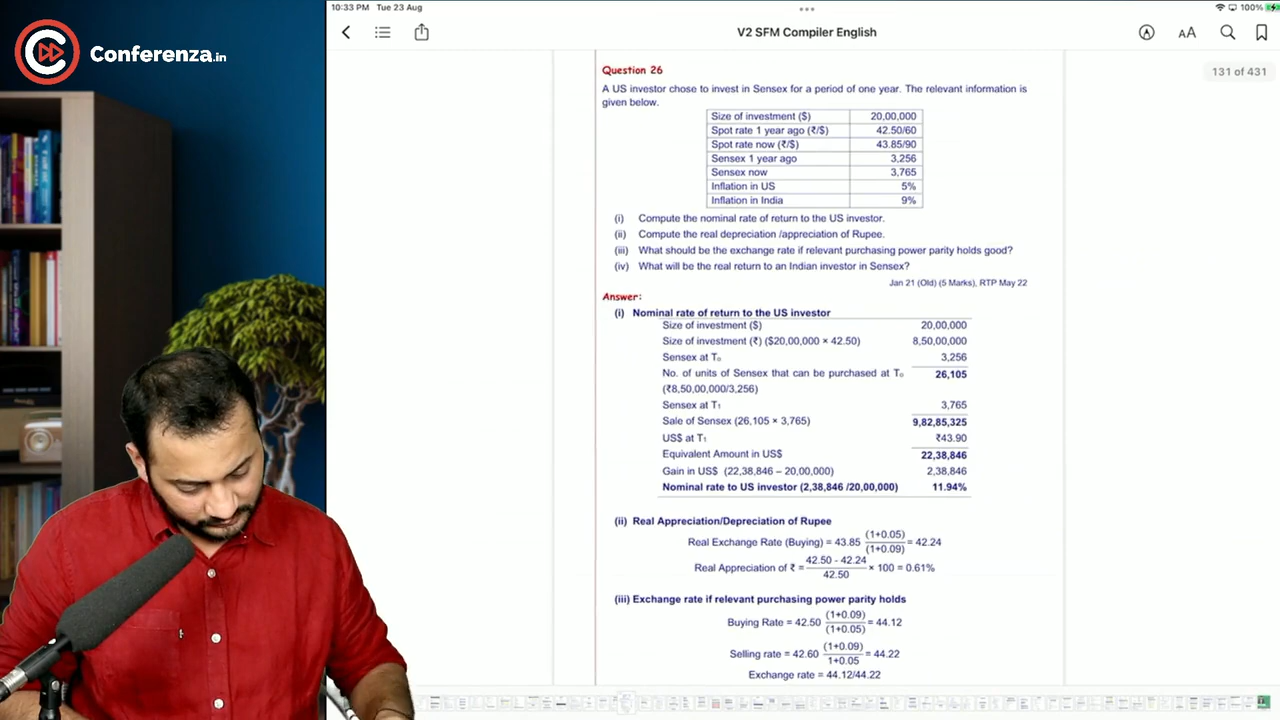 10:33 PM Tue 23 Aug
100%
Conferenza.in
V2 SFM Compiler English
AA
131 of 431
Question 26
A US investor chose to invest in Sensex for a period of one year. The relevant information is
given below.
Size of investment ($) 20,00,000
Spot rate 1 year ago (₹/$) 42.50/60
Spot rate now (₹/$) 43.85/90
Sensex 1 year ago 3,256
Sensex now 3,765
Inflation in US 5%
Inflation in India 9%
(i) Compute the nominal rate of return to the US investor.
(ii) Compute the real depreciation /appreciation of Rupee.
(iii) What should be the exchange rate if relevant purchasing power parity holds good?
(iv) What will be the real return to an Indian investor in Sensex?
Jan 21 (Old) (5 Marks), RTP May 22
Answer:
(i) Nominal rate of return to the US investor
Size of investment ($) 20,00,000
Size of investment (₹) ($20,00,000 × 42.50) 8,50,00,000
Sensex at T₀ 3,256
No. of units of Sensex that can be purchased at T₀ 26,105
(₹8,50,00,000/3,256)
Sensex at T₁ 3,765
Sale of Sensex (26,105 × 3,765) 9,82,85,325
US$ at T₁ ₹43.90
Equivalent Amount in US$ 22,38,846
Gain in US$ (22,38,846 – 20,00,000) 2,38,846
Nominal rate to US investor (2,38,846 /20,00,000) 11.94%
(ii) Real Appreciation/Depreciation of Rupee
Real Exchange Rate (Buying) = 43.85 (1+0.05)/(1+0.09) = 42.24
Real Appreciation of ₹ = 42.50 - 42.24/42.50 × 100 = 0.61%
(iii) Exchange rate if relevant purchasing power parity holds
Buying Rate = 42.50 (1+0.09)/(1+0.05) = 44.12
Selling rate = 42.60 (1+0.09)/1+0.05 = 44.22
Exchange rate = 44.12/44.22